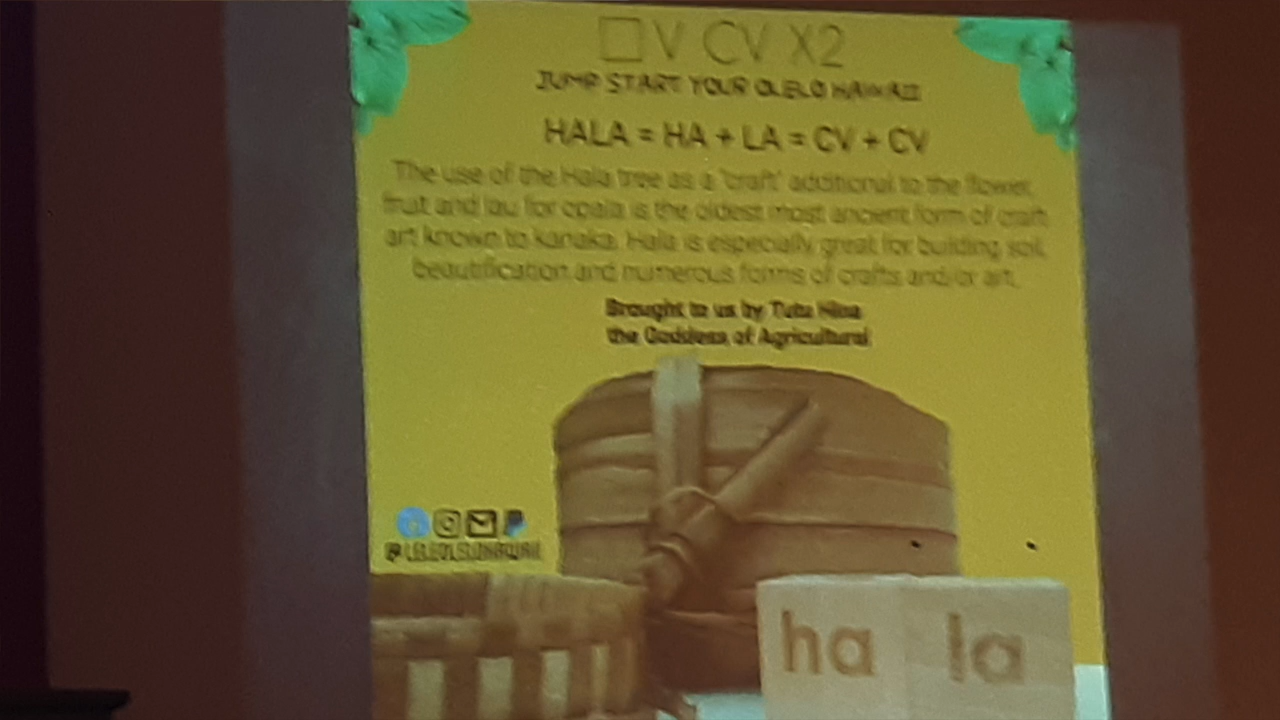 □V CV X2
JUMP START YOUR OLELO HAWAII
HALA = HA + LA = CV + CV
The use of the Hala tree as a 'craft' additional to the flower,
fruit and lau for opala is the oldest most ancient form of craft
art known to kanaka. Hala is especially great for building soil,
beautification and numerous forms of crafts and/or art.
Brought to us by Tutu Hina
the Goddess of Agricultural
ha la